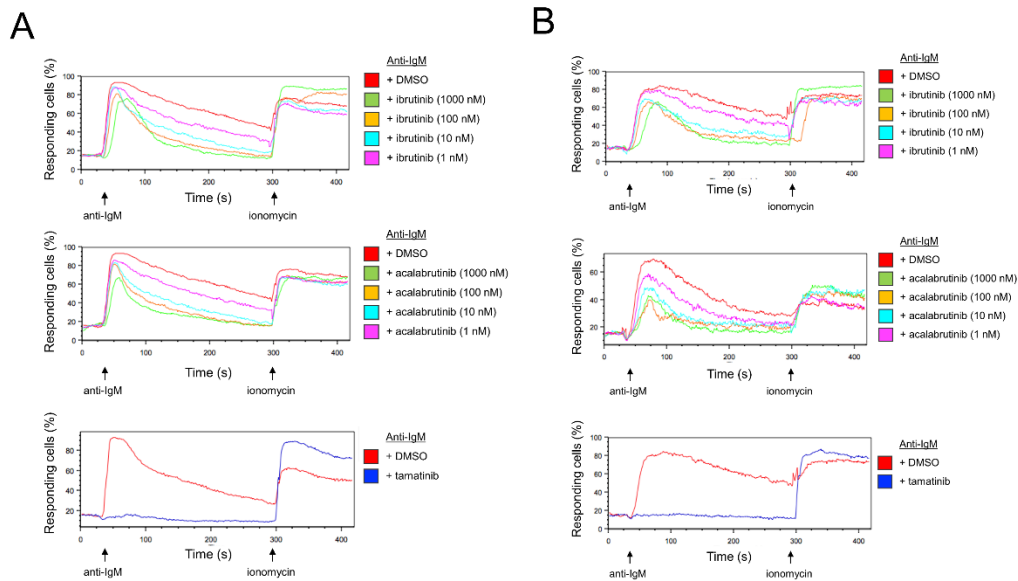 A
Responding cells (%)
100
80
60
40
20
0
0
100
200
300
400
Time (s)
anti-IgM
ionomycin
Anti-IgM
+ DMSO
+ ibrutinib (1000 nM)
+ ibrutinib (100 nM)
+ ibrutinib (10 nM)
+ ibrutinib (1 nM)
Responding cells (%)
100
80
60
40
20
0
0
100
200
300
400
Time (s)
anti-IgM
ionomycin
Anti-IgM
+ DMSO
+ acalabrutinib (1000 nM)
+ acalabrutinib (100 nM)
+ acalabrutinib (10 nM)
+ acalabrutinib (1 nM)
Responding cells (%)
80
60
40
20
0
100
200
300
400
Time (s)
anti-IgM
ionomycin
Anti-IgM
+ DMSO
+ tamatinib
B
Responding cells (%)
100
80
60
40
20
0
0
100
200
300
400
Time (s)
anti-IgM
ionomycin
Anti-IgM
+ DMSO
+ ibrutinib (1000 nM)
+ ibrutinib (100 nM)
+ ibrutinib (10 nM)
+ ibrutinib (1 nM)
Responding cells (%)
60
40
20
0
100
200
300
400
Time (s)
anti-IgM
ionomycin
Anti-IgM
+ DMSO
+ acalabrutinib (1000 nM)
+ acalabrutinib (100 nM)
+ acalabrutinib (10 nM)
+ acalabrutinib (1 nM)
Responding cells (%)
100
80
60
40
20
0
0
100
200
300
400
Time (s)
anti-IgM
ionomycin
Anti-IgM
+ DMSO
+ tamatinib